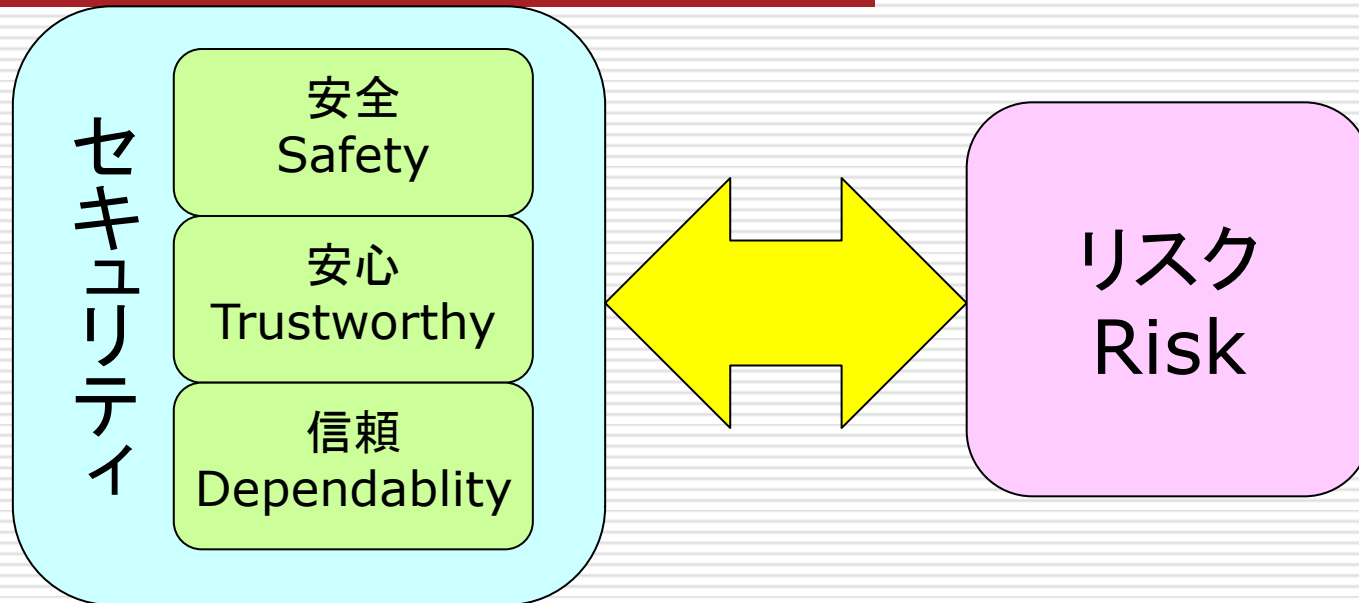 セキュリティ
安全
Safety
安心
Trustworthy
信頼
Dependablity
リスク
Risk